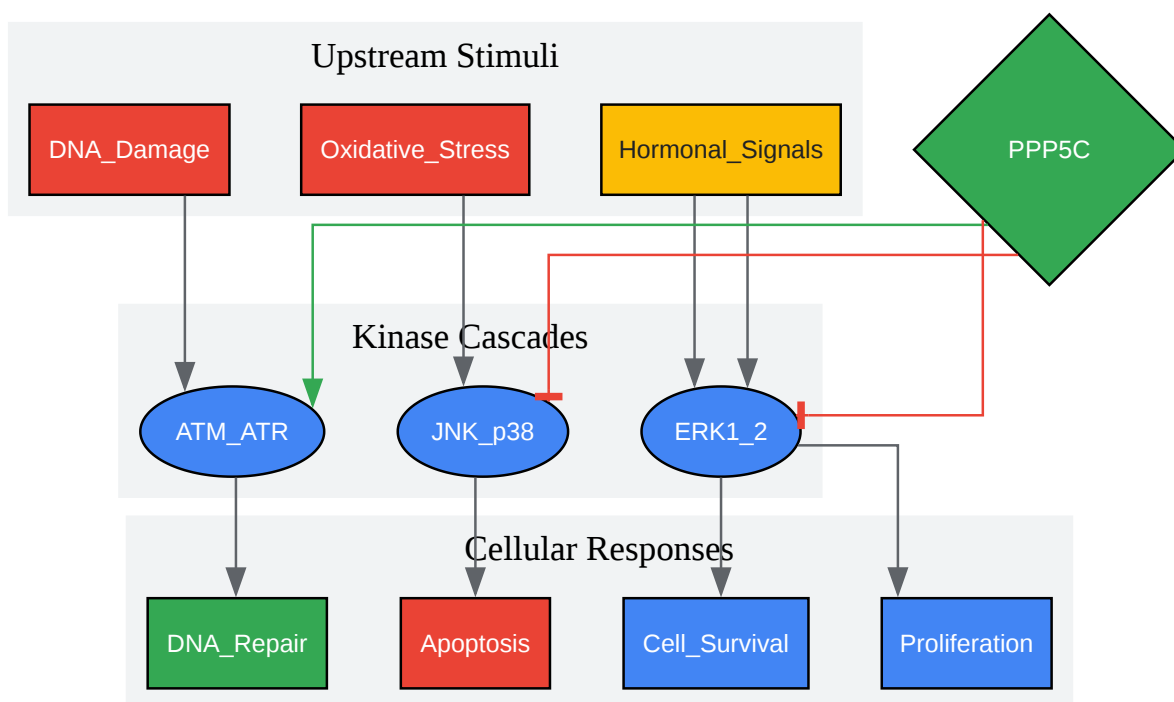 Upstream Stimuli
DNA_Damage
Oxidative_Stress
Hormonal_Signals
PPP5C
Kinase Cascades
ATM_ATR
JNK_p38
ERK1_2
Cellular Responses
DNA_Repair
Apoptosis
Cell_Survival
Proliferation